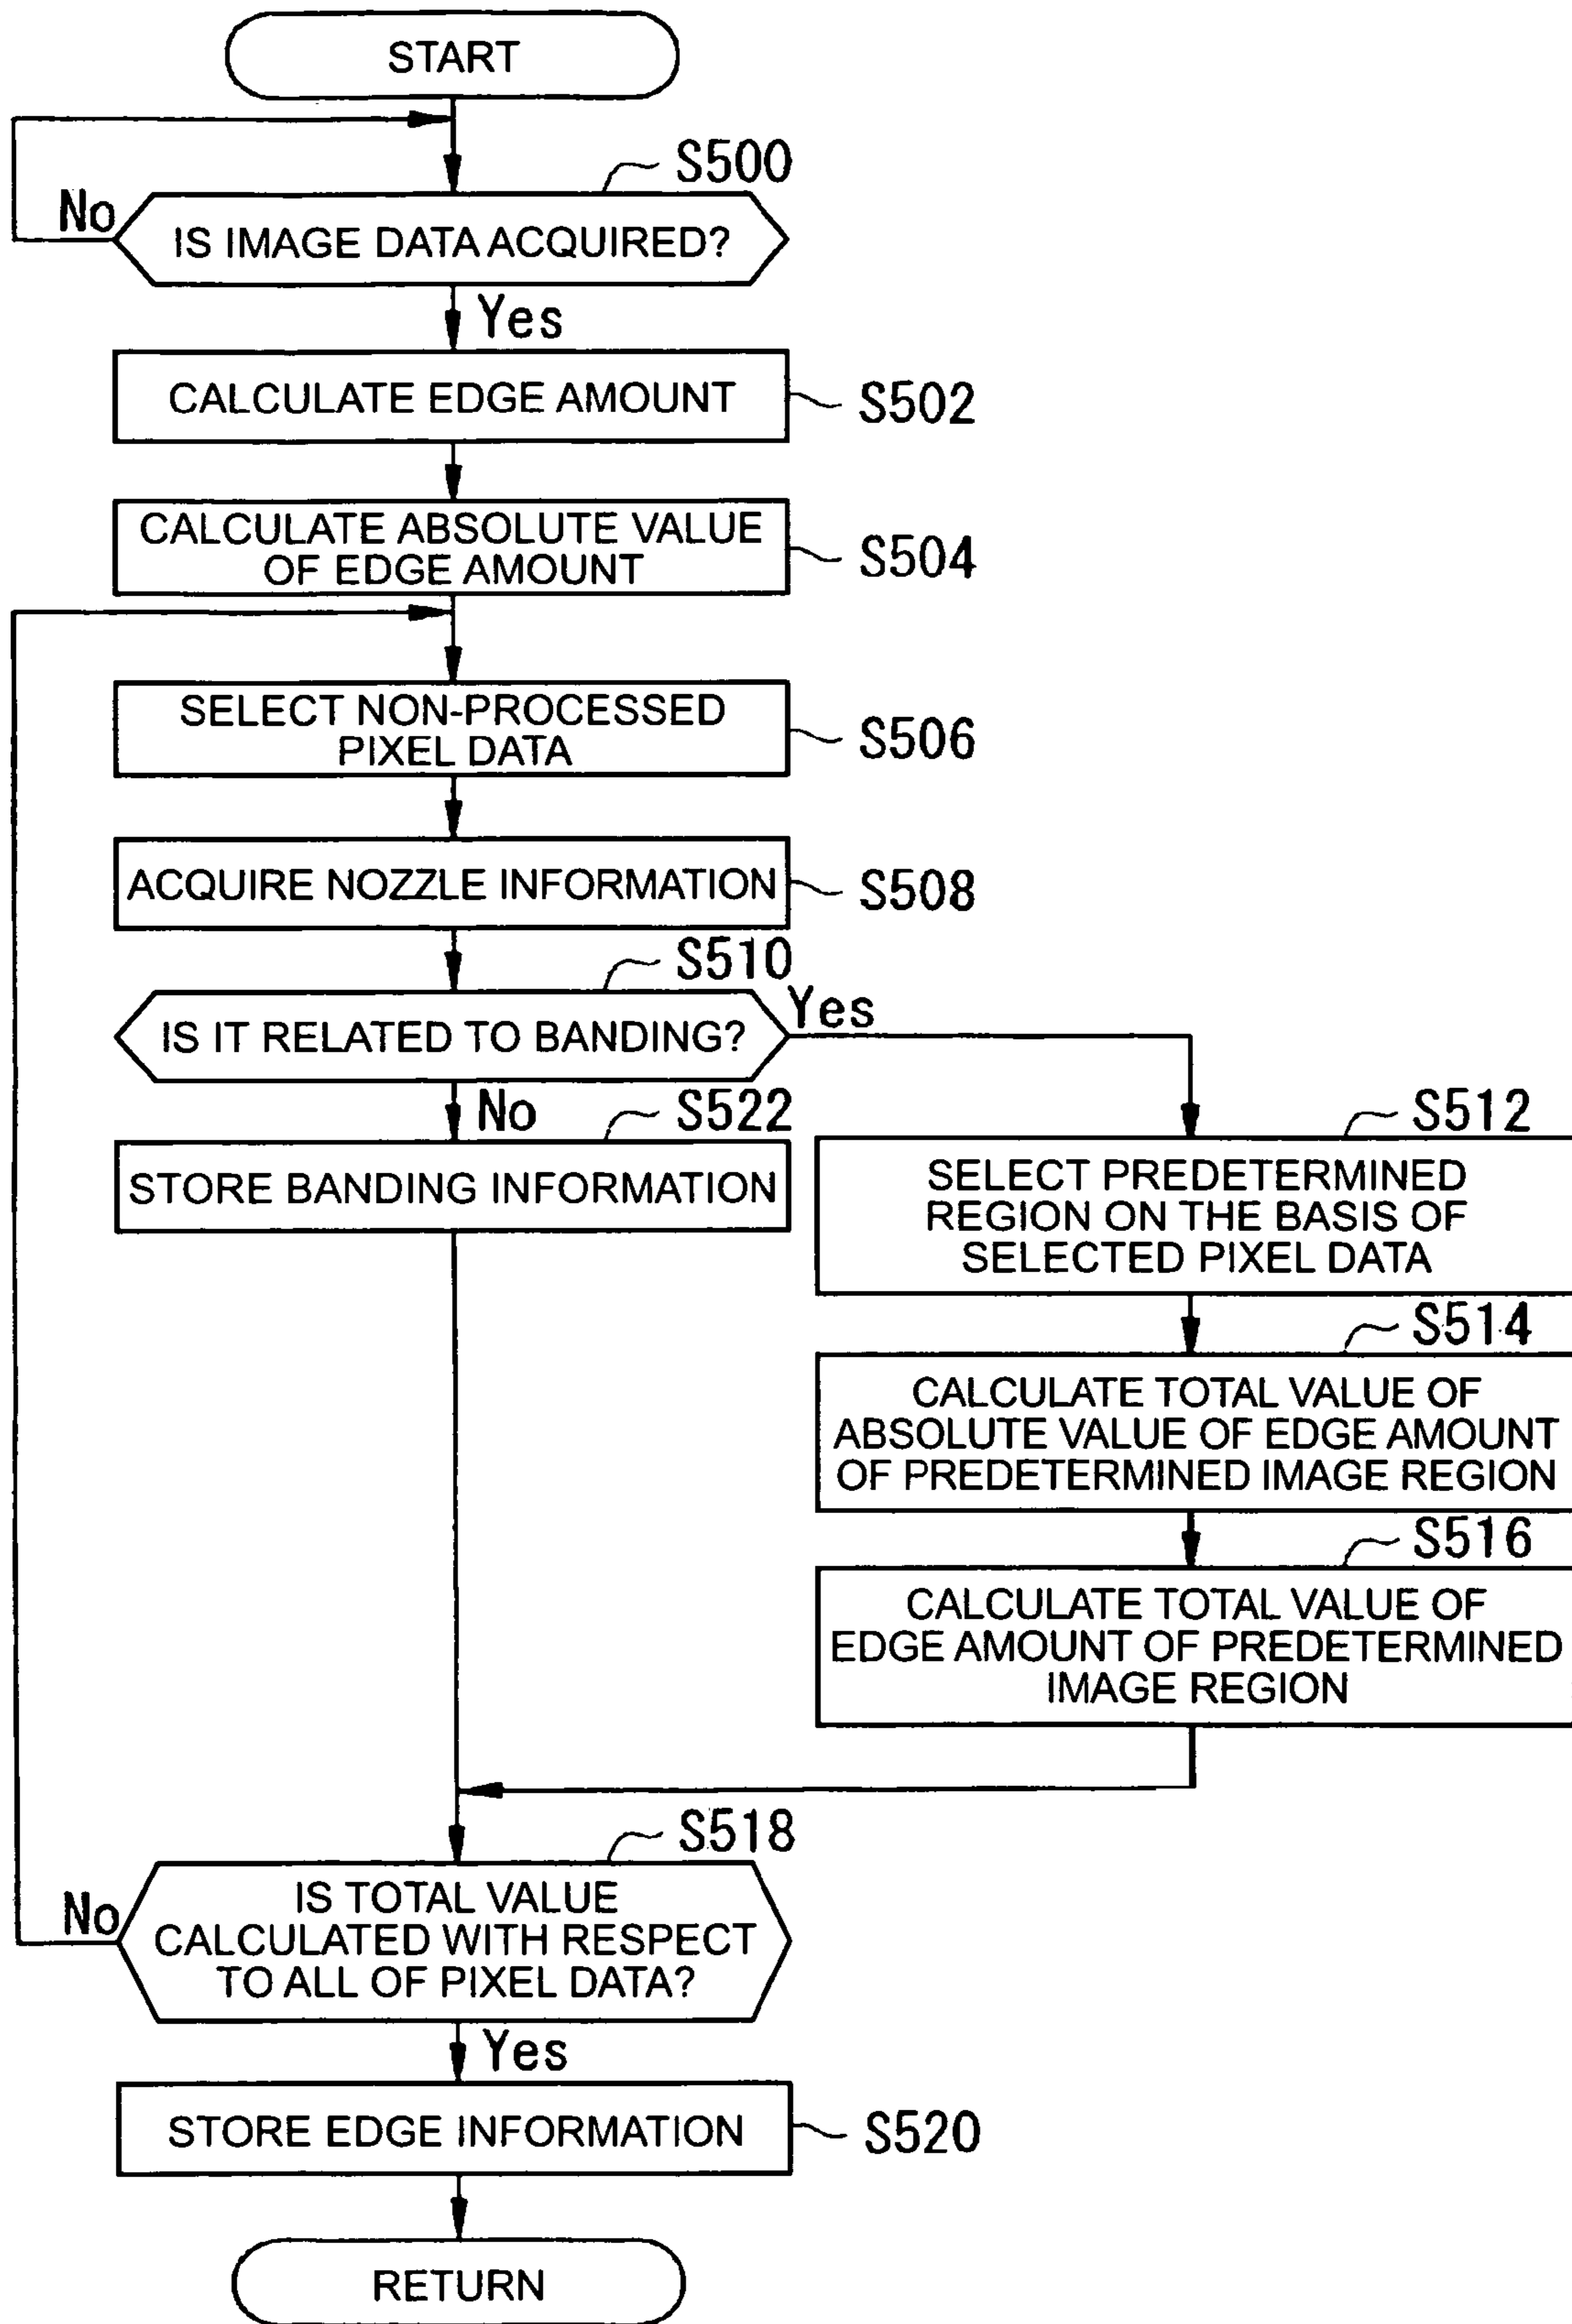 START
S500
No
IS IMAGE DATA ACQUIRED?
Yes
CALCULATE EDGE AMOUNT
S502
CALCULATE ABSOLUTE VALUE
OF EDGE AMOUNT
S504
SELECT NON-PROCESSED
PIXEL DATA
S506
ACQUIRE NOZZLE INFORMATION
S508
S510
IS IT RELATED TO BANDING?
Yes
No
S522
STORE BANDING INFORMATION
S512
SELECT PREDETERMINED
REGION ON THE BASIS OF
SELECTED PIXEL DATA
S514
CALCULATE TOTAL VALUE OF
ABSOLUTE VALUE OF EDGE AMOUNT
OF PREDETERMINED IMAGE REGION
S516
CALCULATE TOTAL VALUE OF
EDGE AMOUNT OF PREDETERMINED
IMAGE REGION
S518
No
IS TOTAL VALUE
CALCULATED WITH RESPECT
TO ALL OF PIXEL DATA?
Yes
STORE EDGE INFORMATION
S520
RETURN